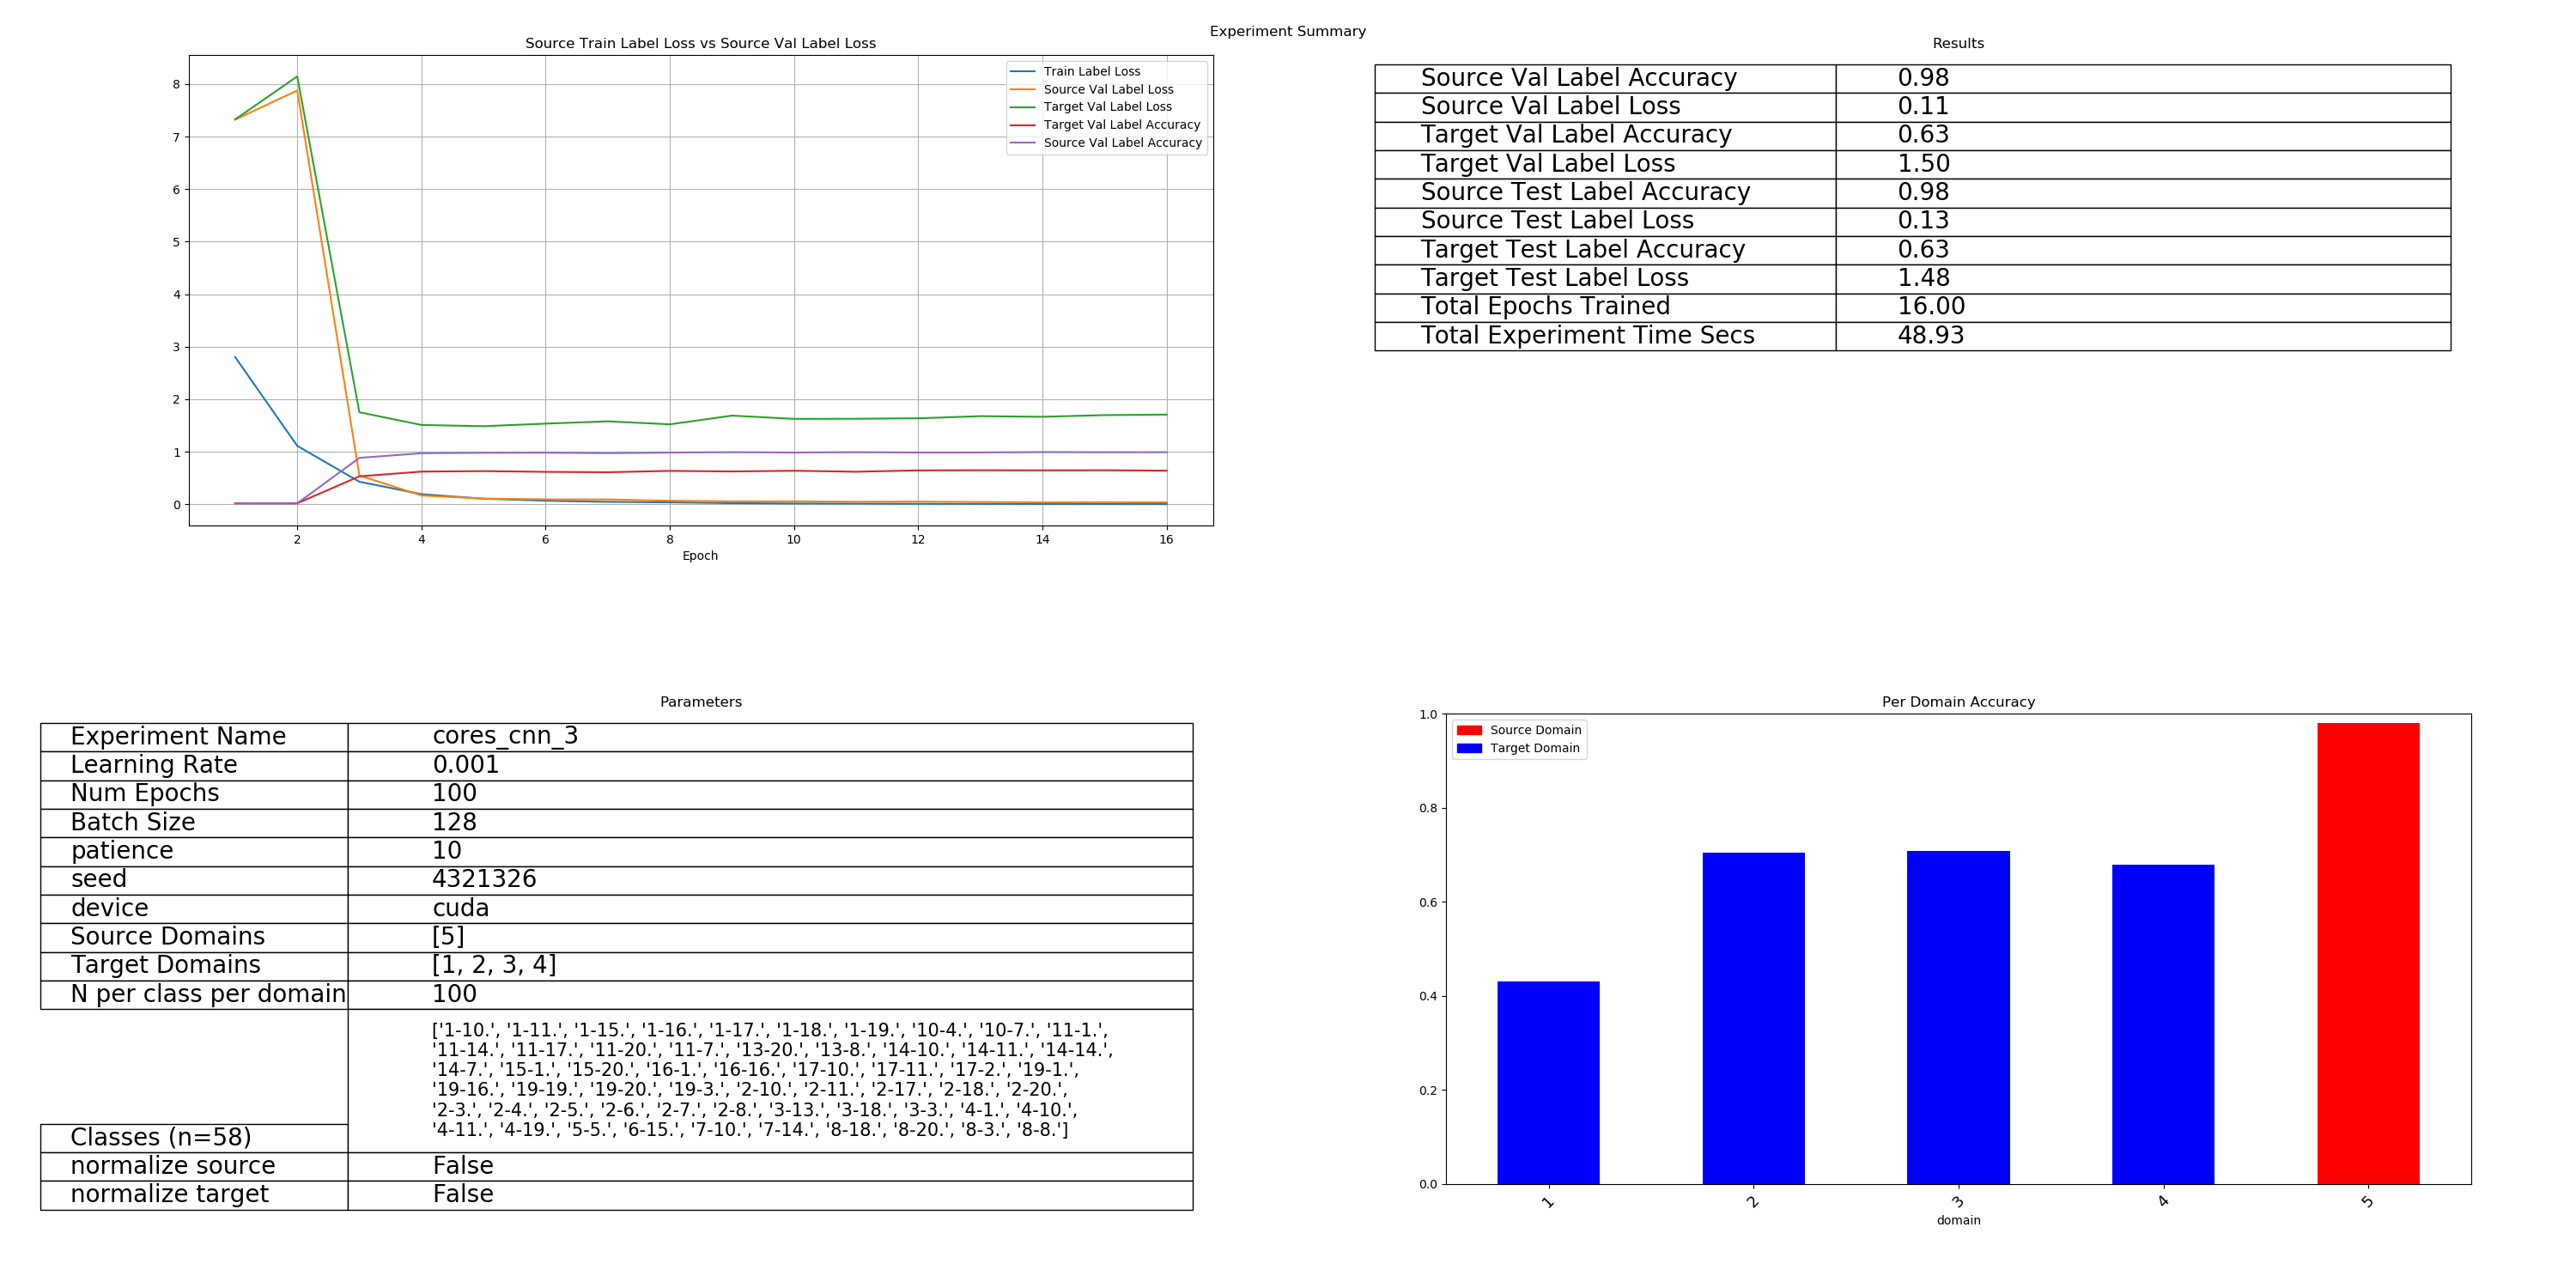 Experiment Summary
Source Train Label Loss vs Source Val Label Loss
Train Label Loss
Source Val Label Loss
Target Val Label Loss
Target Val Label Accuracy
Source Val Label Accuracy
8
7
6
5
4
3
2
1
0
2 4 6 8 10 12 14 16
Epoch
Results
Source Val Label Accuracy 0.98
Source Val Label Loss 0.11
Target Val Label Accuracy 0.63
Target Val Label Loss 1.50
Source Test Label Accuracy 0.98
Source Test Label Loss 0.13
Target Test Label Accuracy 0.63
Target Test Label Loss 1.48
Total Epochs Trained 16.00
Total Experiment Time Secs 48.93
Parameters
Experiment Name cores_cnn_3
Learning Rate 0.001
Num Epochs 100
Batch Size 128
patience 10
seed 4321326
device cuda
Source Domains [5]
Target Domains [1, 2, 3, 4]
N per class per domain 100
['1-10.', '1-11.', '1-15.', '1-16.', '1-17.', '1-18.', '1-19.', '10-4.', '10-7.', '11-1.',
'11-14.', '11-17.', '11-20.', '11-7.', '13-20.', '13-8.', '14-10.', '14-11.', '14-14.',
'14-7.', '15-1.', '15-20.', '16-1.', '16-16.', '17-10.', '17-11.', '17-2.', '19-1.',
'19-16.', '19-19.', '19-20.', '19-3.', '2-10.', '2-11.', '2-17.', '2-18.', '2-20.',
'2-3.', '2-4.', '2-5.', '2-6.', '2-7.', '2-8.', '3-13.', '3-18.', '3-3.', '4-1.', '4-10.',
'4-11.', '4-19.', '5-5.', '6-15.', '7-10.', '7-14.', '8-18.', '8-20.', '8-3.', '8-8.']
Classes (n=58)
normalize source False
normalize target False
Per Domain Accuracy
Source Domain
Target Domain
1.0
0.8
0.6
0.4
0.2
0.0
1 2 3 4 5
domain